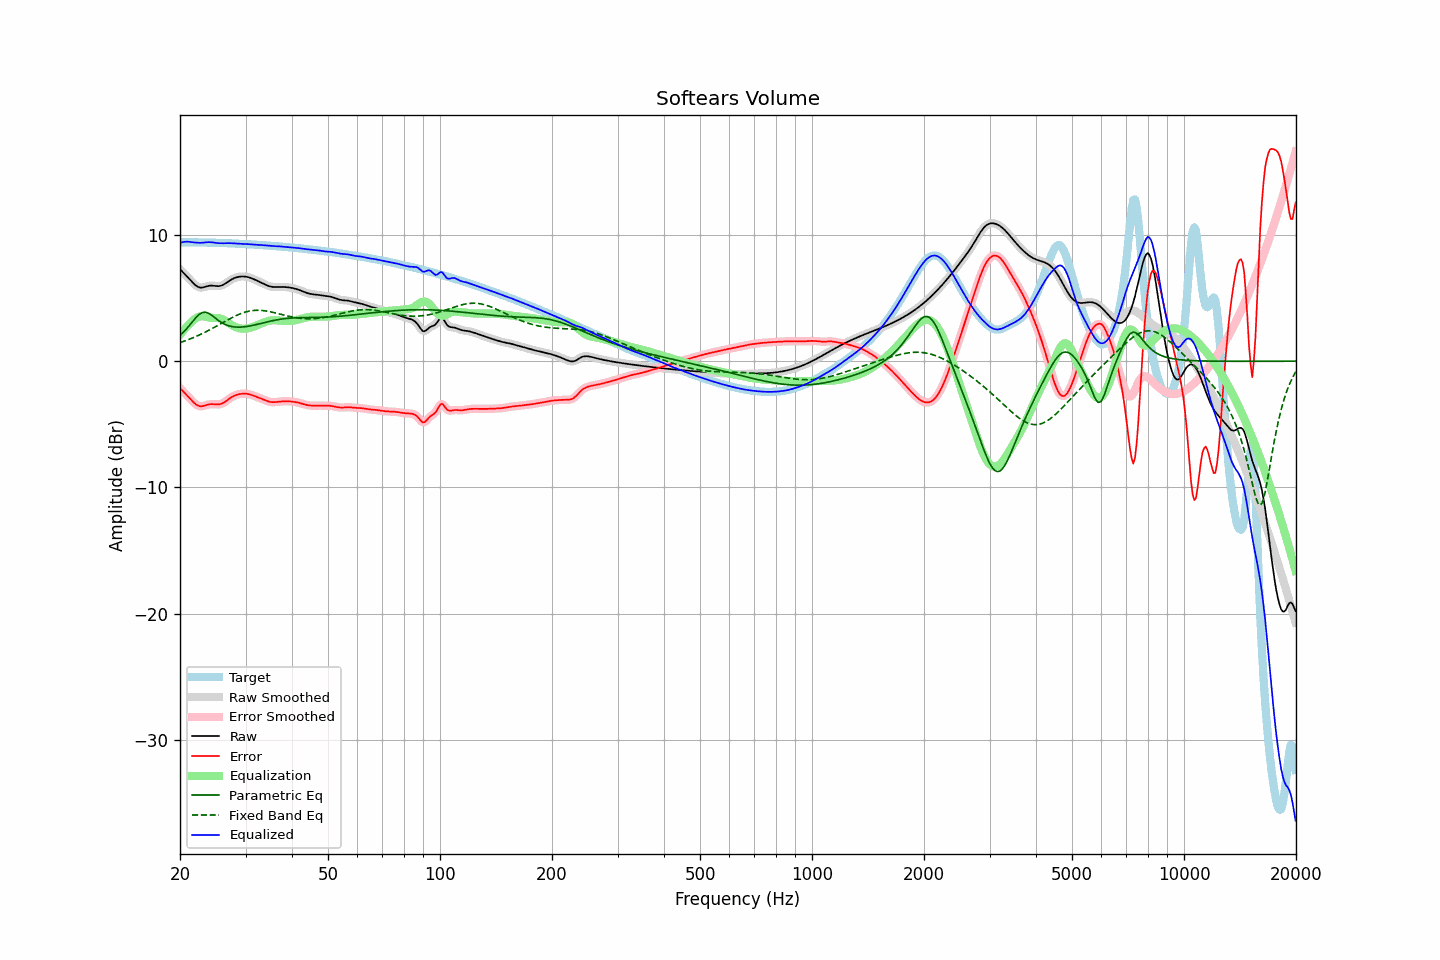 Softears Volume
Amplitude (dBr)
10
0
−10
−20
−30
Target
Raw Smoothed
Error Smoothed
Raw
Error
Equalization
Parametric Eq
Fixed Band Eq
Equalized
20 50 100 200 500 1000 2000 5000 10000 20000
Frequency (Hz)